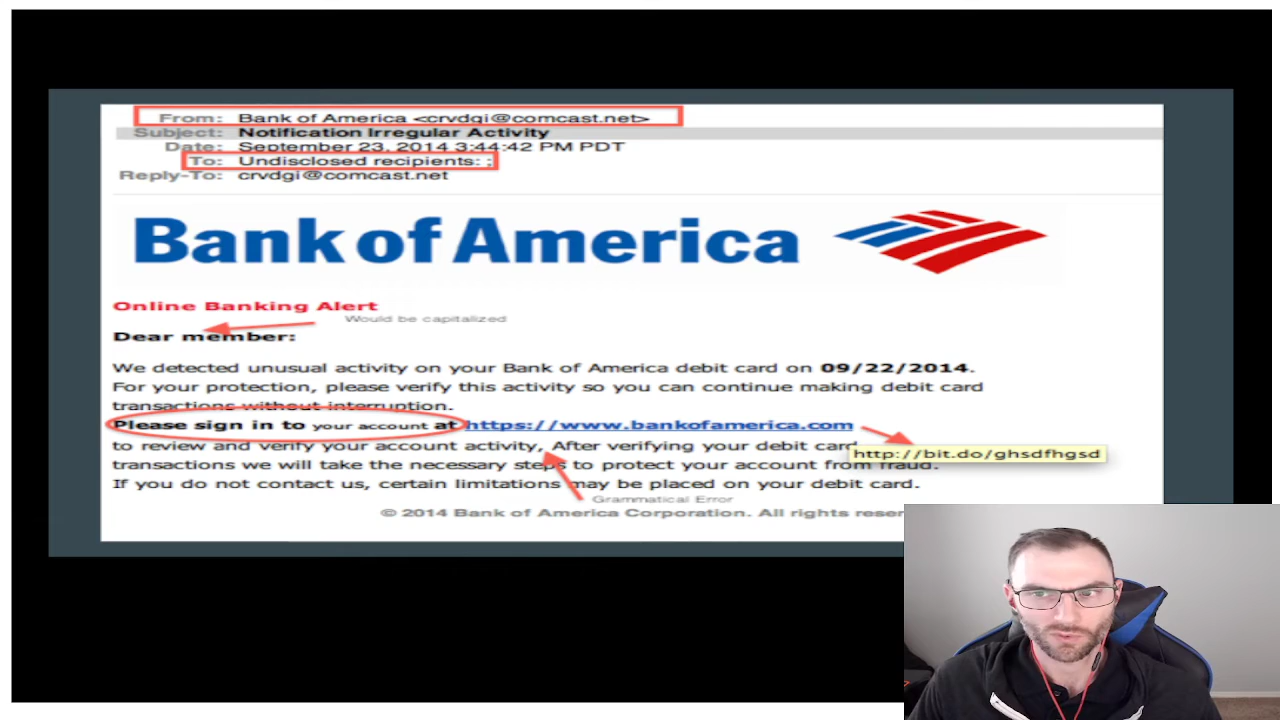 From: Bank of America <crvdgi@comcast.net>
Subject: Notification Irregular Activity
Date: September 23, 2014 3:44:42 PM PDT
To: Undisclosed recipients: ;
Reply-To: crvdgi@comcast.net
Bank of America
Online Banking Alert
Would be capitalized
Dear member:
We detected unusual activity on your Bank of America debit card on 09/22/2014.
For your protection, please verify this activity so you can continue making debit card
transactions without interruption.
Please sign in to your account at https://www.bankofamerica.com
to review and verify your account activity, After verifying your debit card
http://bit.do/ghsdfhgsd
transactions we will take the necessary steps to protect your account from fraud.
If you do not contact us, certain limitations may be placed on your debit card.
Grammatical Error
© 2014 Bank of America Corporation. All rights